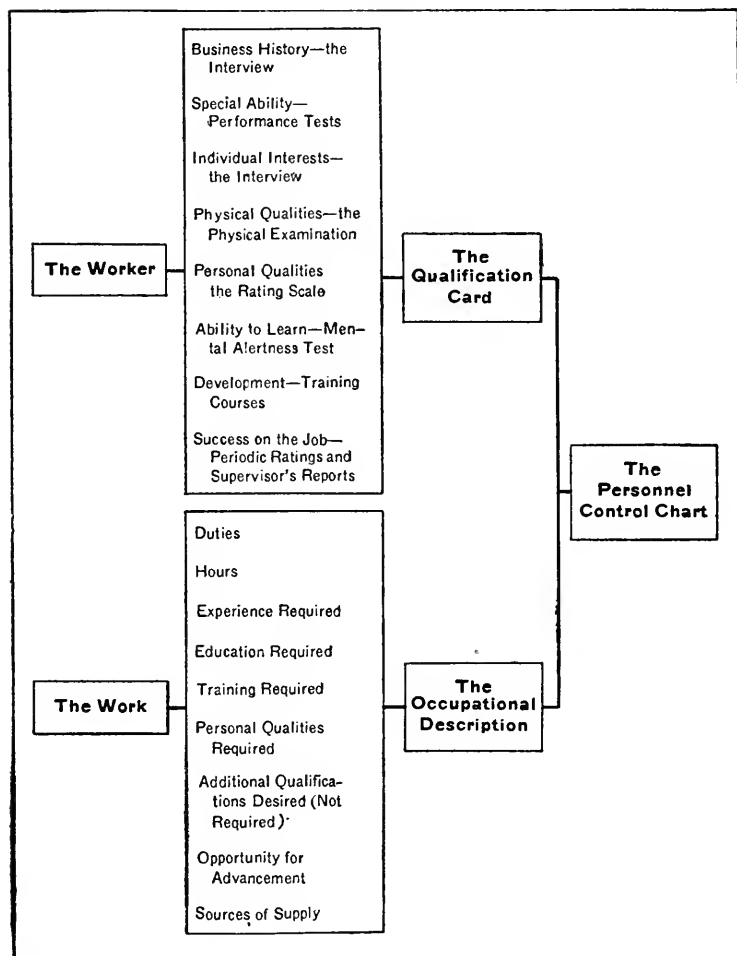 The Worker
Business History—the
Interview
Special Ability—
Performance Tests
Individual Interests—
the Interview
Physical Qualities—the
Physical Examination
Personal Qualities
the Rating Scale
Ability to Learn—Men-
tal Alertness Test
Development—Training
Courses
Success on the Job—
Periodic Ratings and
Supervisor's Reports
The
Qualification
Card
The
Personnel
Control Chart
The Work
Duties
Hours
Experience Required
Education Required
Training Required
Personal Qualities
Required
Additional Qualifica-
tions Desired (Not
Required)
Opportunity for
Advancement
Sources of Supply
The
Occupational
Description